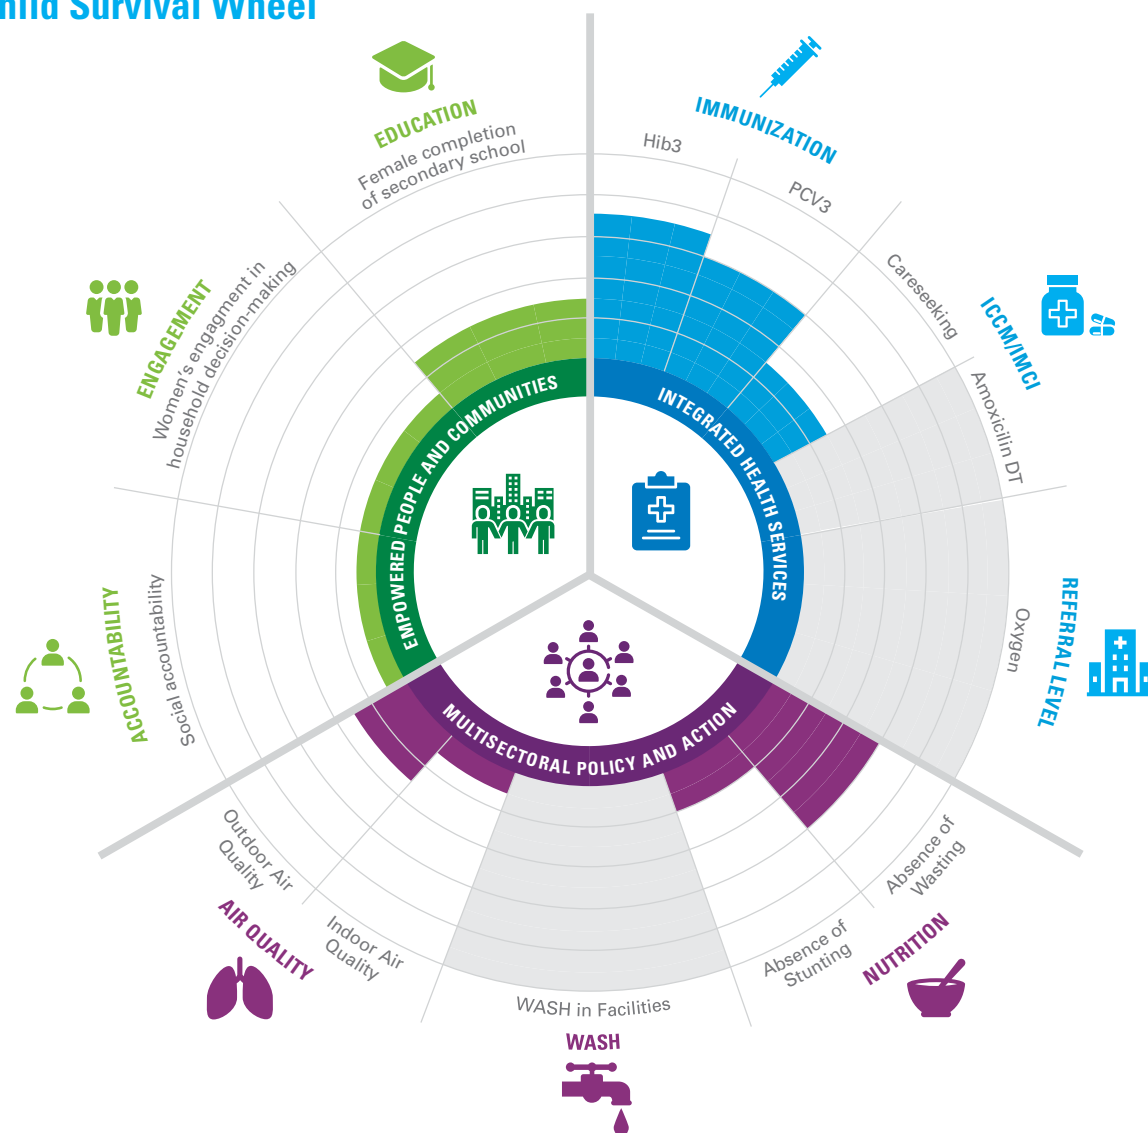 hild Survival Wheel
EDUCATION
Female completion
of secondary school
IMMUNIZATION
Hib3
PCV3
Careseeking
ICCM/IMCI
Amoxicilin DT
REFERRAL LEVEL
Oxygen
ENGAGEMENT
Women's engagment in
household decision-making
ACCOUNTABILITY
Social accountability
EMPOWERED PEOPLE AND COMMUNITIES
INTEGRATED HEALTH SERVICES
MULTISECTORAL POLICY AND ACTION
Outdoor Air
Quality
AIR QUALITY
Indoor Air
Quality
WASH in Facilities
WASH
Absence of
Stunting
NUTRITION
Absence of
Wasting